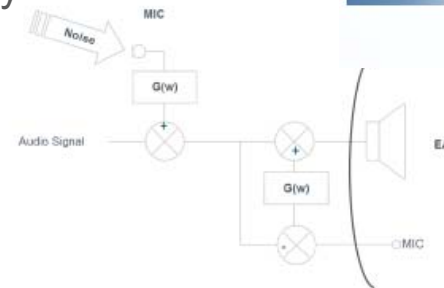 y
MIC
Noise
G(w)
+
Audio Signal
+
G(w)
EA
-
MIC